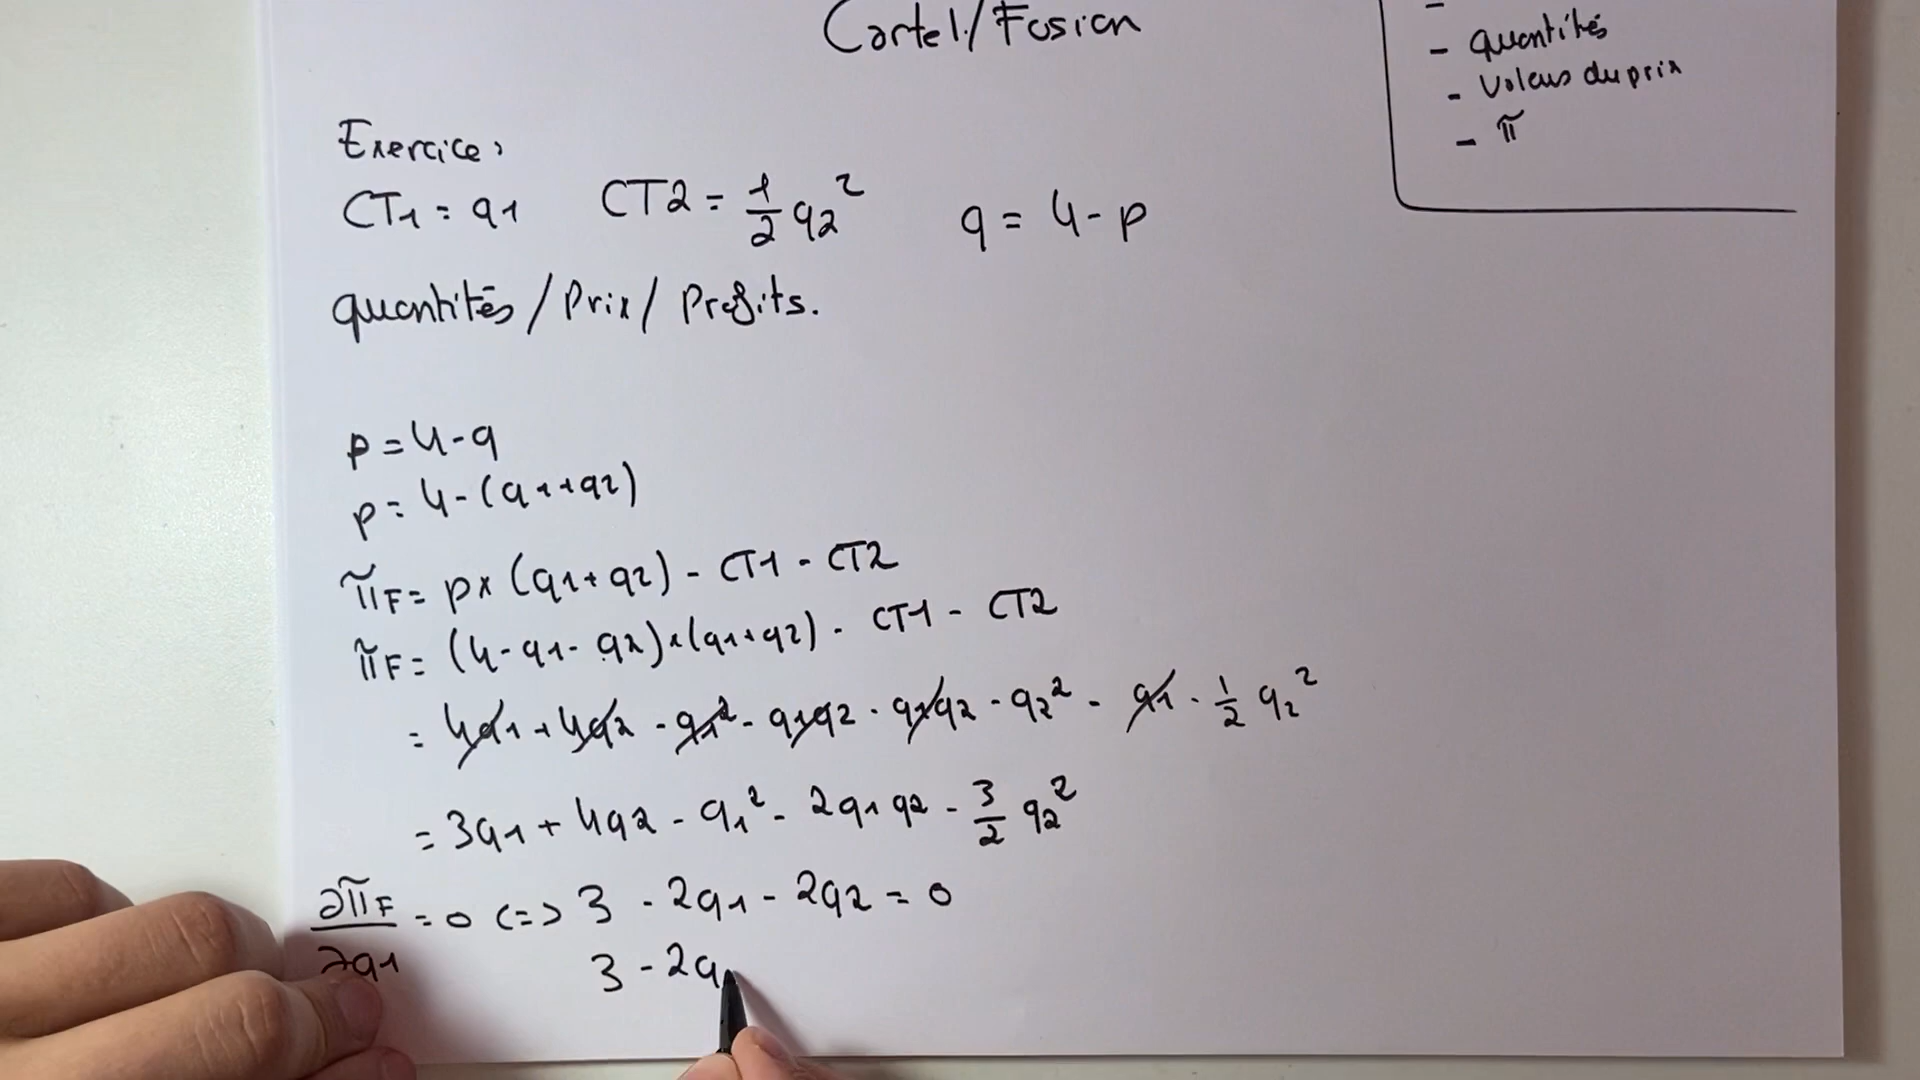 Cartel/Fusion
- quantités
- Valeurs du prix
- π
Exercice:
CT1 = q1 CT2 = 1/2 q2² q = 4 - p
quantités / Prix / Profits.
p = 4 - q
p = 4 - (q1 + q2)
πF = p x (q1 + q2) - CT1 - CT2
πF = (4 - q1 - q2) x (q1 + q2) - CT1 - CT2
= 4q1 + 4q2 - q1² - q1q2 - q1q2 - q2² - q1 - 1/2 q2²
= 3q1 + 4q2 - q1² - 2q1q2 - 3/2 q2²
∂πF/∂q1 = 0 <=> 3 - 2q1 - 2q2 = 0
3 - 2q